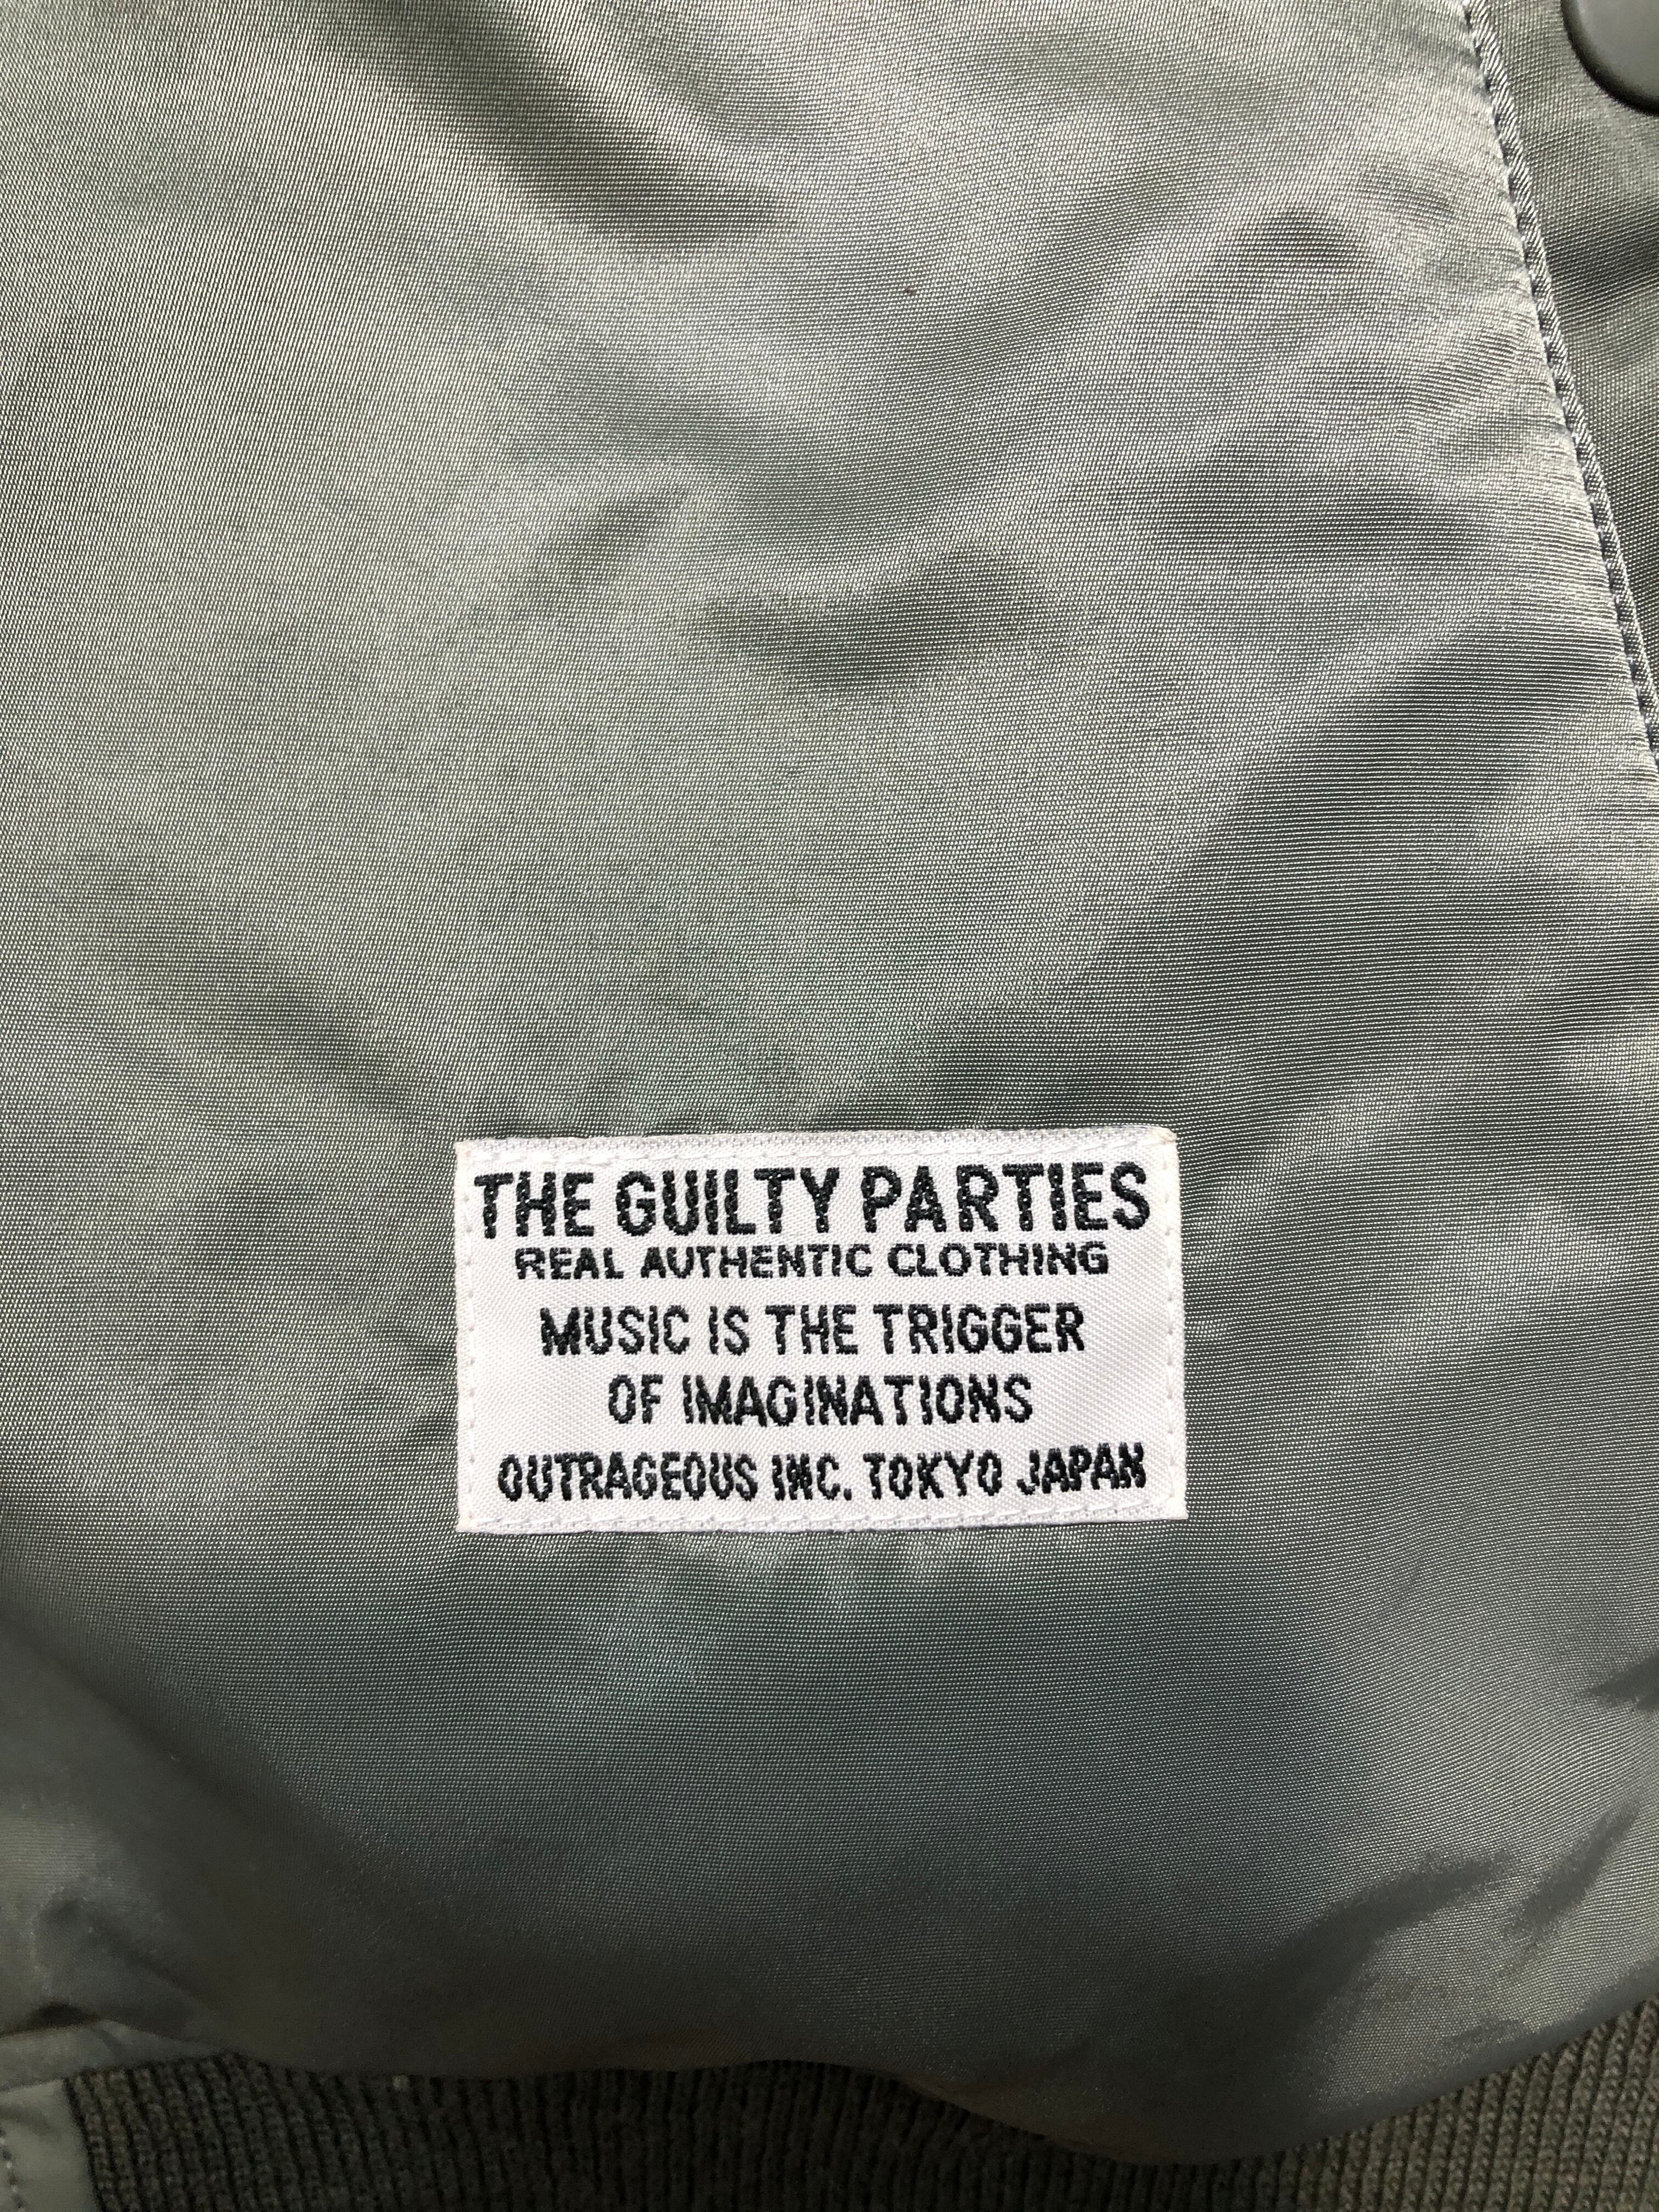 THE GUILTY PARTIES
REAL AUTHENTIC CLOTHING
MUSIC IS THE TRIGGER
OF IMAGINATIONS
OUTRAGEOUS INC. TOKYO JAPAN